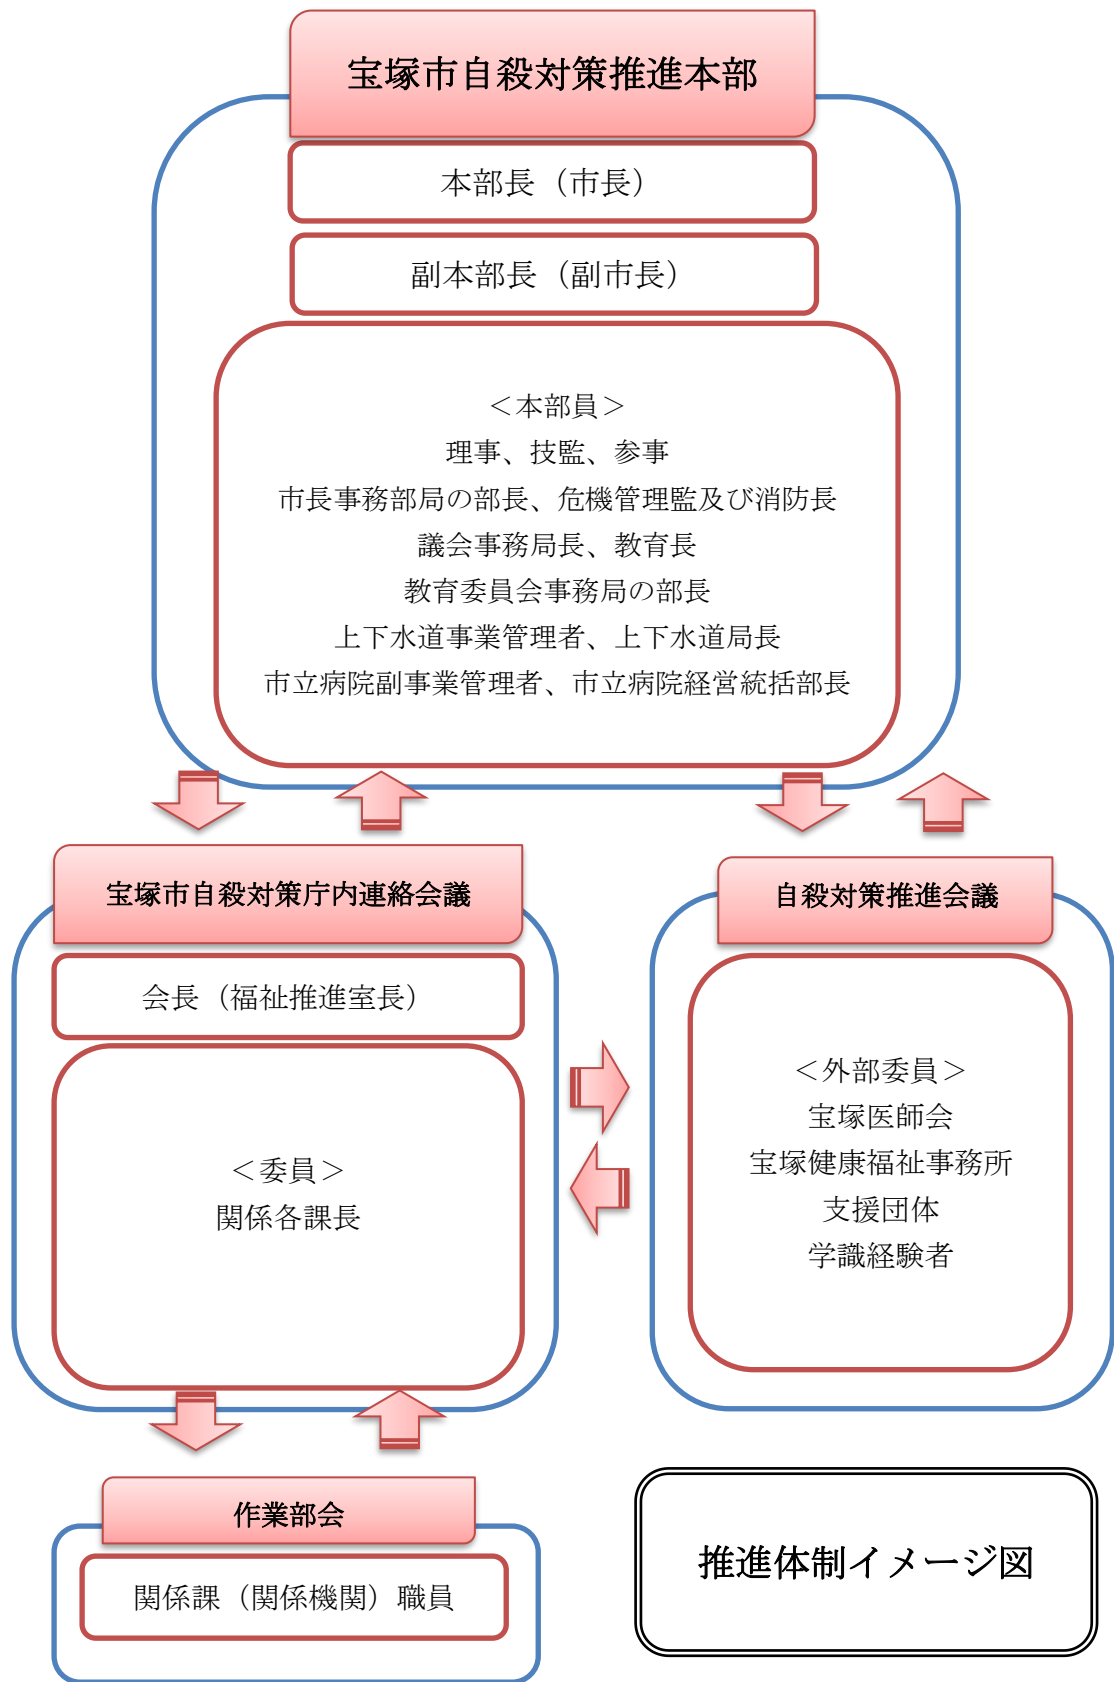 宝塚市自殺対策推進本部
本部長（市長）
副本部長（副市長）
＜本部員＞
理事、技監、参事
市長事務部局の部長、危機管理監及び消防長
議会事務局長、教育長
教育委員会事務局の部長
上下水道事業管理者、上下水道局長
市立病院副事業管理者、市立病院経営統括部長
宝塚市自殺対策庁内連絡会議
会長（福祉推進室長）
＜委員＞
関係各課長
自殺対策推進会議
＜外部委員＞
宝塚医師会
宝塚健康福祉事務所
支援団体
学識経験者
作業部会
関係課（関係機関）職員
推進体制イメージ図